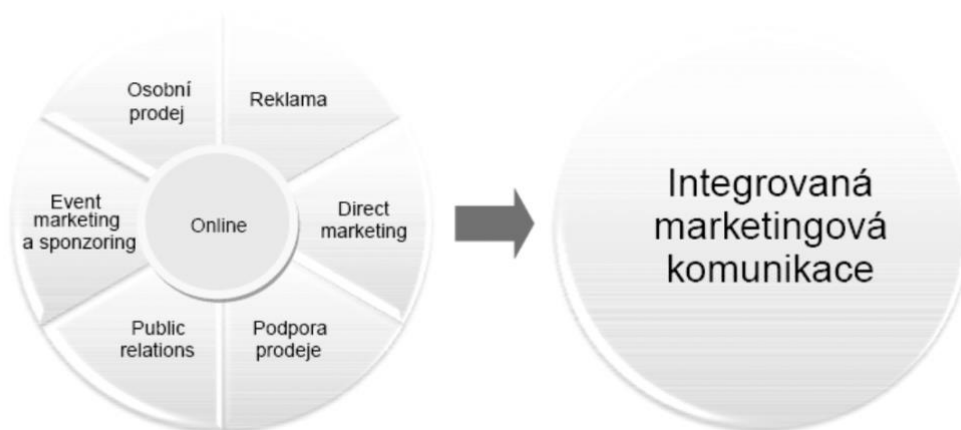 Osobní
prodej
Reklama
Event
marketing
a sponzoring
Online
Direct
marketing
Public
relations
Podpora
prodeje
Integrovaná
marketingová
komunikace